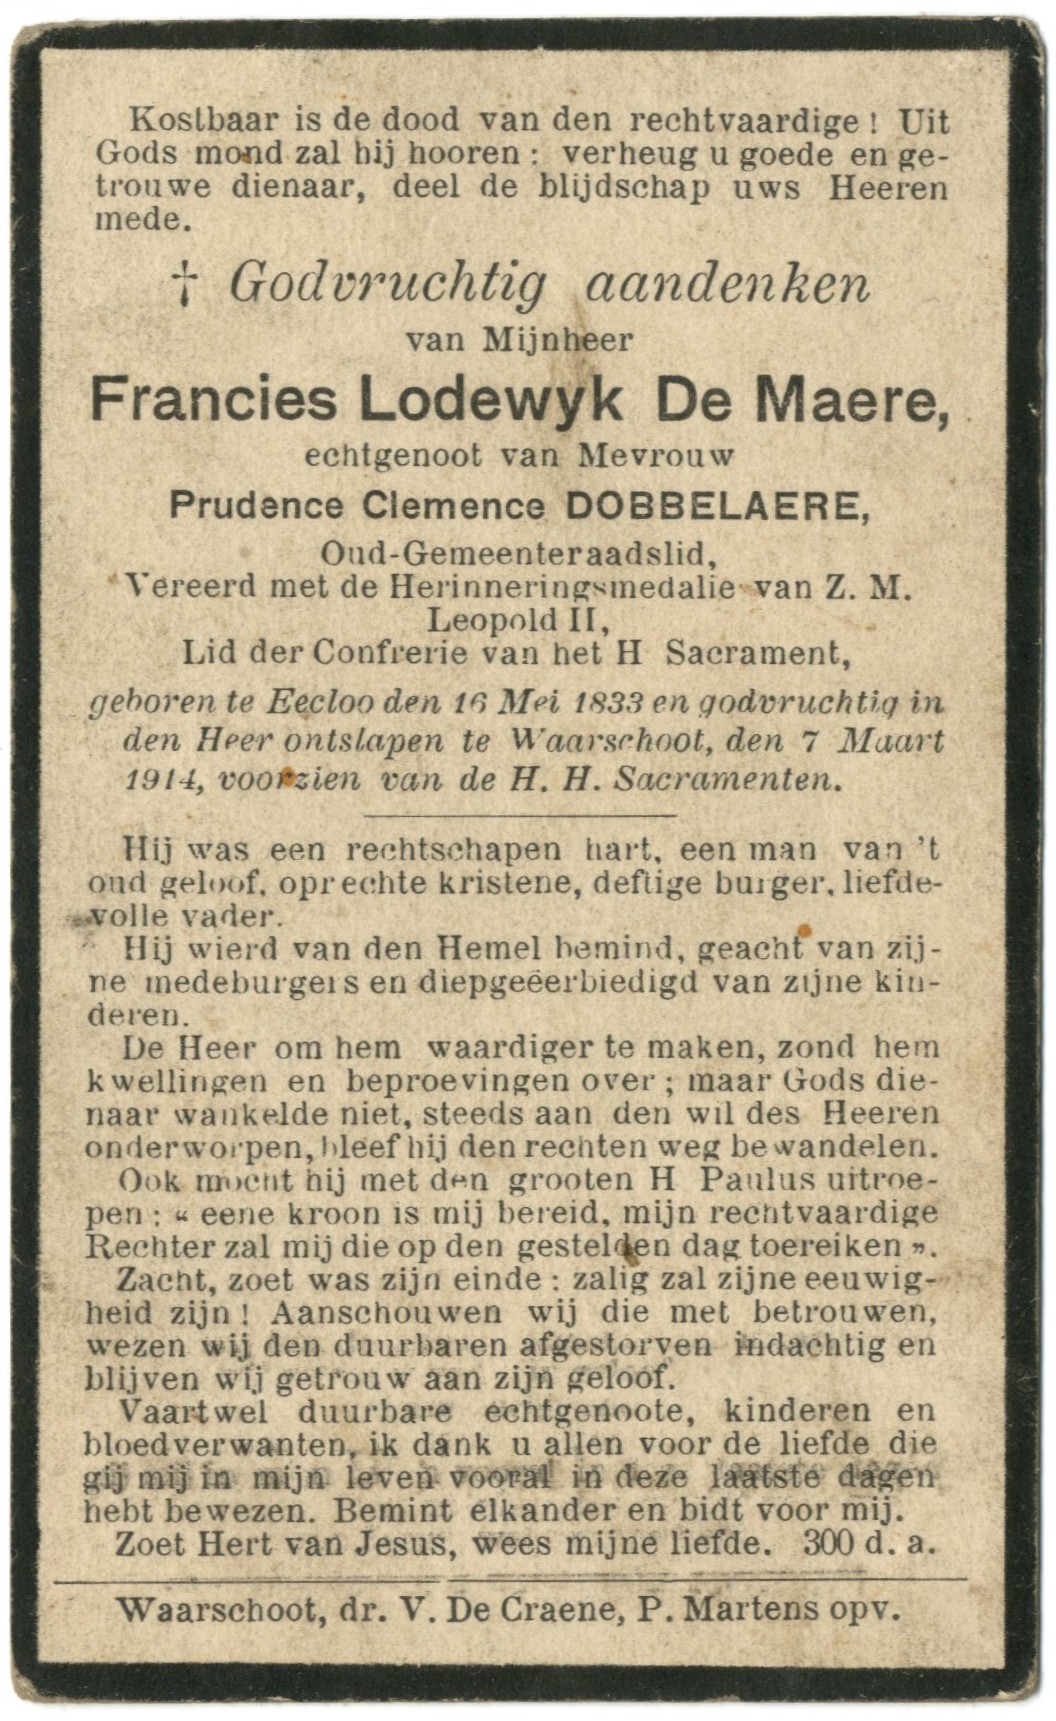 Kostbaar is de dood van den rechtvaardige! Uit
Gods mond zal hij hooren: verheug u goede en ge-
trouwe dienaar, deel de blijdschap uws Heeren
mede.
† Godvruchtig aandenken
van Mijnheer
Francies Lodewyk De Maere,
echtgenoot van Mevrouw
Prudence Clemence DOBBELAERE,
Oud-Gemeenteraadslid,
Vereerd met de Herinneringsmedalie van Z. M.
Leopold II,
Lid der Confrerie van het H Sacrament,
geboren te Eecloo den 16 Mei 1833 en godvruchtig in
den Heer ontslapen te Waarschoot, den 7 Maart
1914, voorzien van de H. H. Sacramenten.
Hij was een rechtschapen hart, een man van 't
oud geloof, oprechte kristene, deftige burger, liefde-
volle vader.
Hij wierd van den Hemel bemind, geacht van zij-
ne medeburgers en diepgeëerbiedigd van zijne kin-
deren.
De Heer om hem waardiger te maken, zond hem
kwellingen en beproevingen over; maar Gods die-
naar wankelde niet, steeds aan den wil des Heeren
onderworpen, bleef hij den rechten weg bewandelen.
Ook mocht hij met den grooten H Paulus uitroe-
pen: “ eene kroon is mij bereid, mijn rechtvaardige
Rechter zal mij die op den gestelden dag toereiken ”.
Zacht, zoet was zijn einde: zalig zal zijne eeuwig-
heid zijn! Aanschouwen wij die met betrouwen,
wezen wij den duurbaren afgestorven indachtig en
blijven wij getrouw aan zijn geloof.
Vaartwel duurbare echtgenoote, kinderen en
bloedverwanten, ik dank u allen voor de liefde die
gij mij in mijn leven vooral in deze laatste dagen
hebt bewezen. Bemint elkander en bidt voor mij.
Zoet Hert van Jesus, wees mijne liefde. 300 d. a.
Waarschoot, dr. V. De Craene, P. Martens opv.